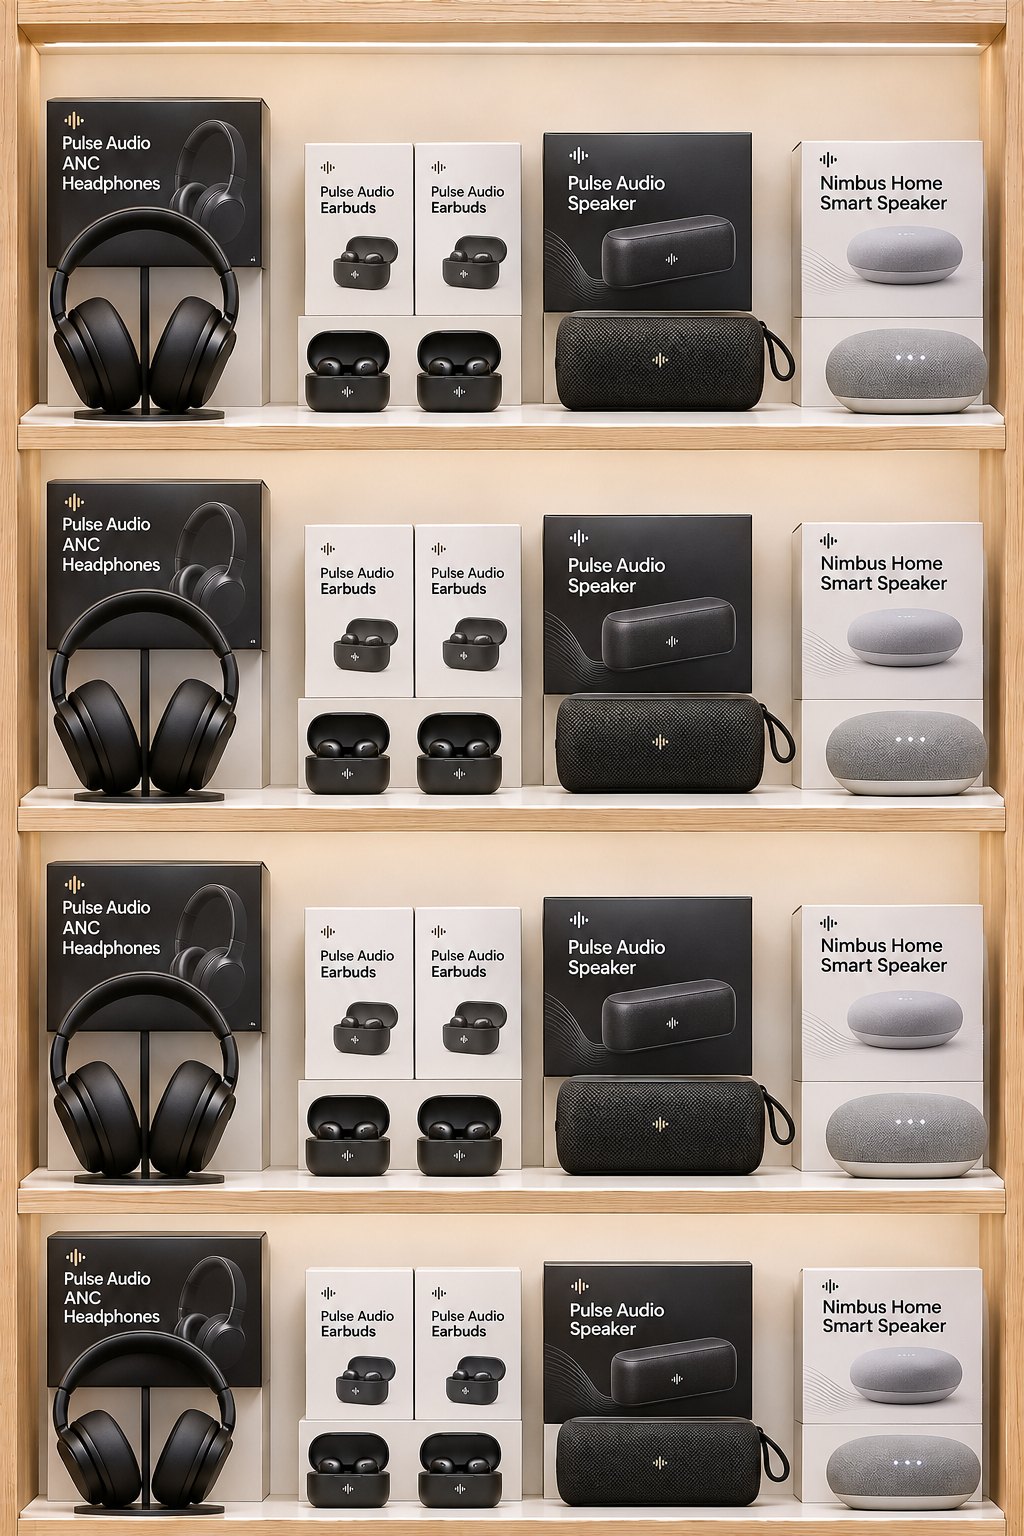 Pulse Audio
ANC
Headphones
Pulse Audio
Earbuds
Pulse Audio
Earbuds
Pulse Audio
Speaker
Nimbus Home
Smart Speaker
Pulse Audio
ANC
Headphones
Pulse Audio
Earbuds
Pulse Audio
Earbuds
Pulse Audio
Speaker
Nimbus Home
Smart Speaker
Pulse Audio
ANC
Headphones
Pulse Audio
Earbuds
Pulse Audio
Earbuds
Pulse Audio
Speaker
Nimbus Home
Smart Speaker
Pulse Audio
ANC
Headphones
Pulse Audio
Earbuds
Pulse Audio
Earbuds
Pulse Audio
Speaker
Nimbus Home
Smart Speaker